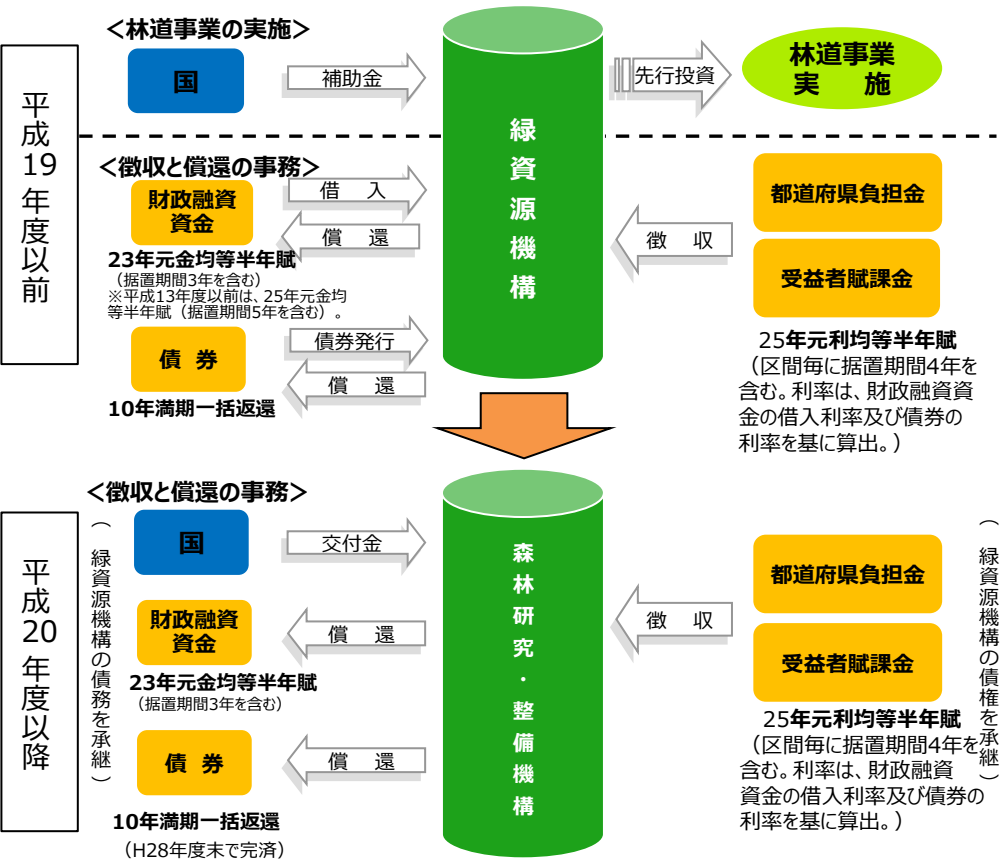 平成19年度以前
＜林道事業の実施＞
国
補助金
緑資源機構
先行投資
林道事業
実　施
＜徴収と償還の事務＞
財政融資
資金
借　入
償　還
23年元金均等半年賦
（据置期間3年を含む）
※平成13年度以前は、25年元金均
等半年賦（据置期間5年を含む）。
債 券
債券発行
償　還
10年満期一括返還
徴　収
都道府県負担金
受益者賦課金
25年元利均等半年賦
（区間毎に据置期間4年を
含む。利率は、財政融資資
金の借入利率及び債券の
利率を基に算出。）
平成20年度以降
（緑資源機構の債務を承継）
＜徴収と償還の事務＞
国
交付金
財政融資
資金
償　還
23年元金均等半年賦
（据置期間3年を含む）
債 券
償　還
10年満期一括返還
（H28年度末で完済）
森林研究・整備機構
徴　収
都道府県負担金
受益者賦課金
25年元利均等半年賦
（区間毎に据置期間4年を
含む。利率は、財政融資
資金の借入利率及び債券の
利率を基に算出。）
（緑資源機構の債権を承継）